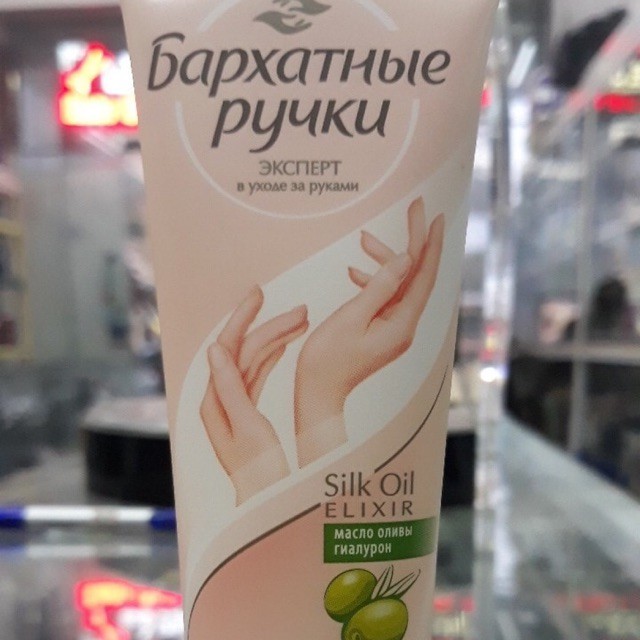 Бархатные
ручки
ЭКСПЕРТ
в уходе за руками
Silk Oil
ELIXIR
масло оливы
гиалурон